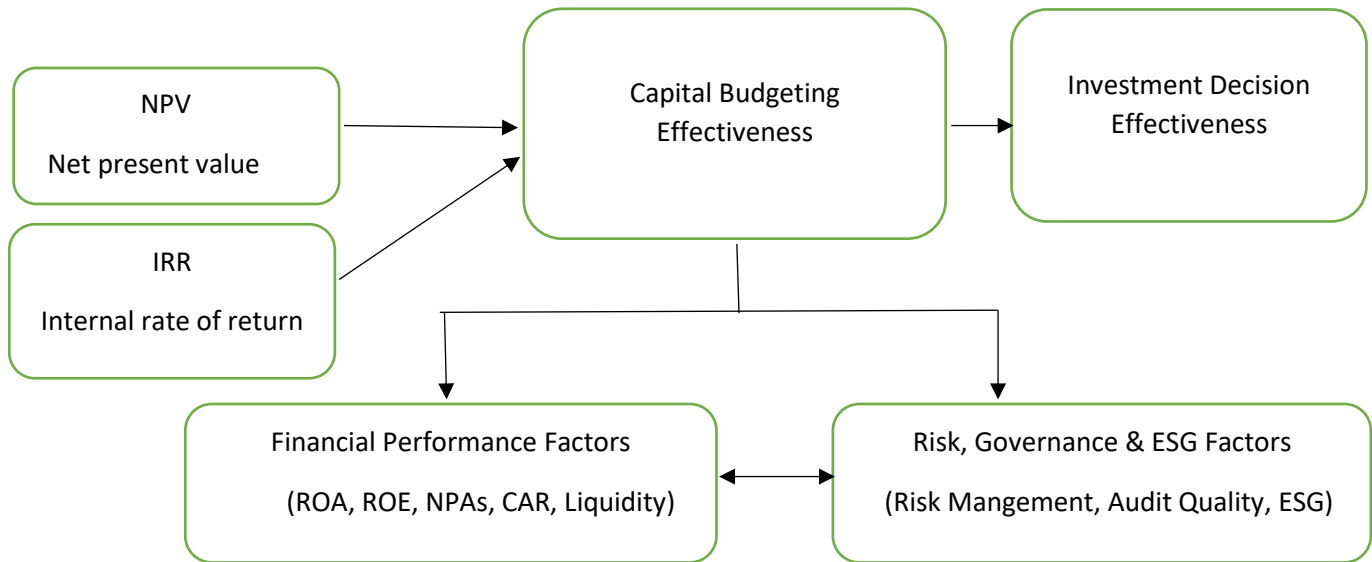 NPV
Net present value
IRR
Internal rate of return
Capital Budgeting
Effectiveness
Investment Decision
Effectiveness
Financial Performance Factors
(ROA, ROE, NPAs, CAR, Liquidity)
Risk, Governance & ESG Factors
(Risk Mangement, Audit Quality, ESG)